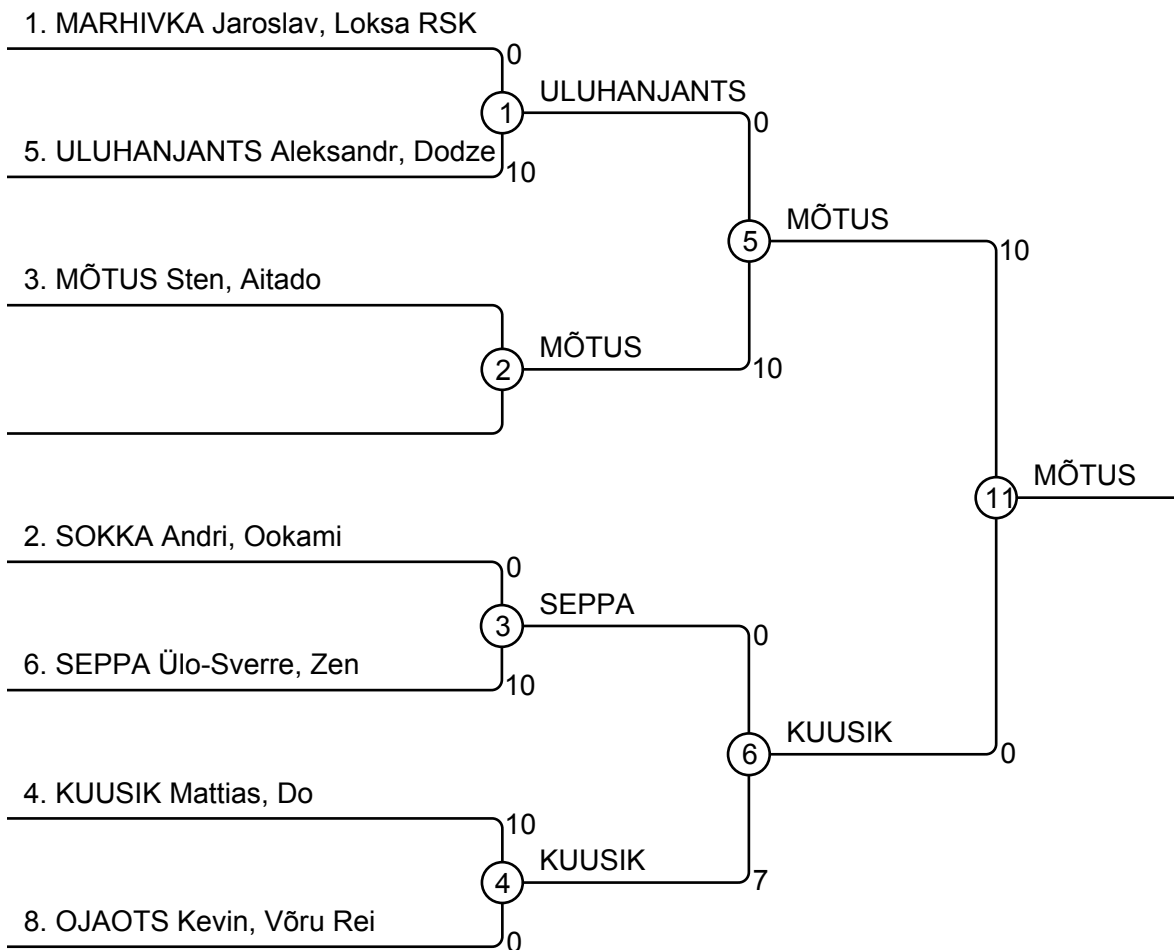 1. MARHIVKA Jaroslav, Loksa RSK
0
ULUHANJANTS
1
0
5. ULUHANJANTS Aleksandr, Dodze
10
MÕTUS
5
10
3. MÕTUS Sten, Aitado
MÕTUS
2
10
MÕTUS
11
2. SOKKA Andri, Ookami
0
SEPPA
3
0
6. SEPPA Ülo-Sverre, Zen
10
KUUSIK
6
0
4. KUUSIK Mattias, Do
10
KUUSIK
4
7
8. OJAOTS Kevin, Võru Rei
0